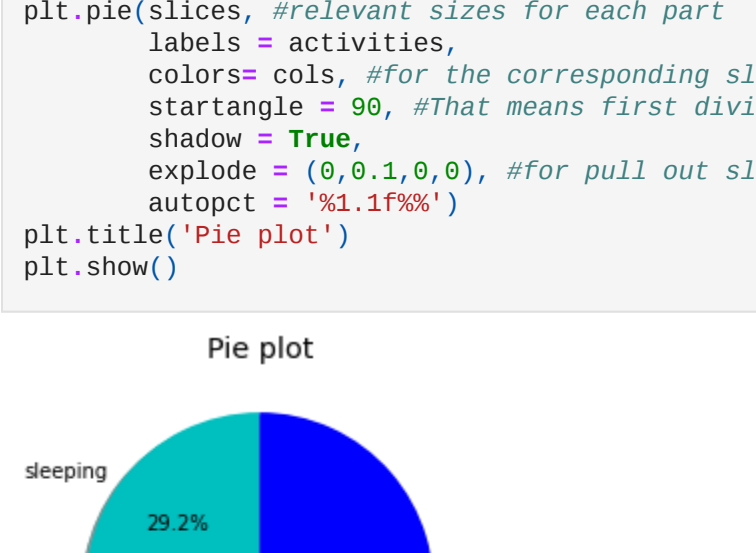 plt.pie(slices, #relevant sizes for each part
labels = activities,
colors= cols, #for the corresponding sl
startangle = 90, #That means first divi
shadow = True,
explode = (0,0.1,0,0), #for pull out sl
autopct = '%1.1f%%')
plt.title('Pie plot')
plt.show()
Pie plot
sleeping
29.2%